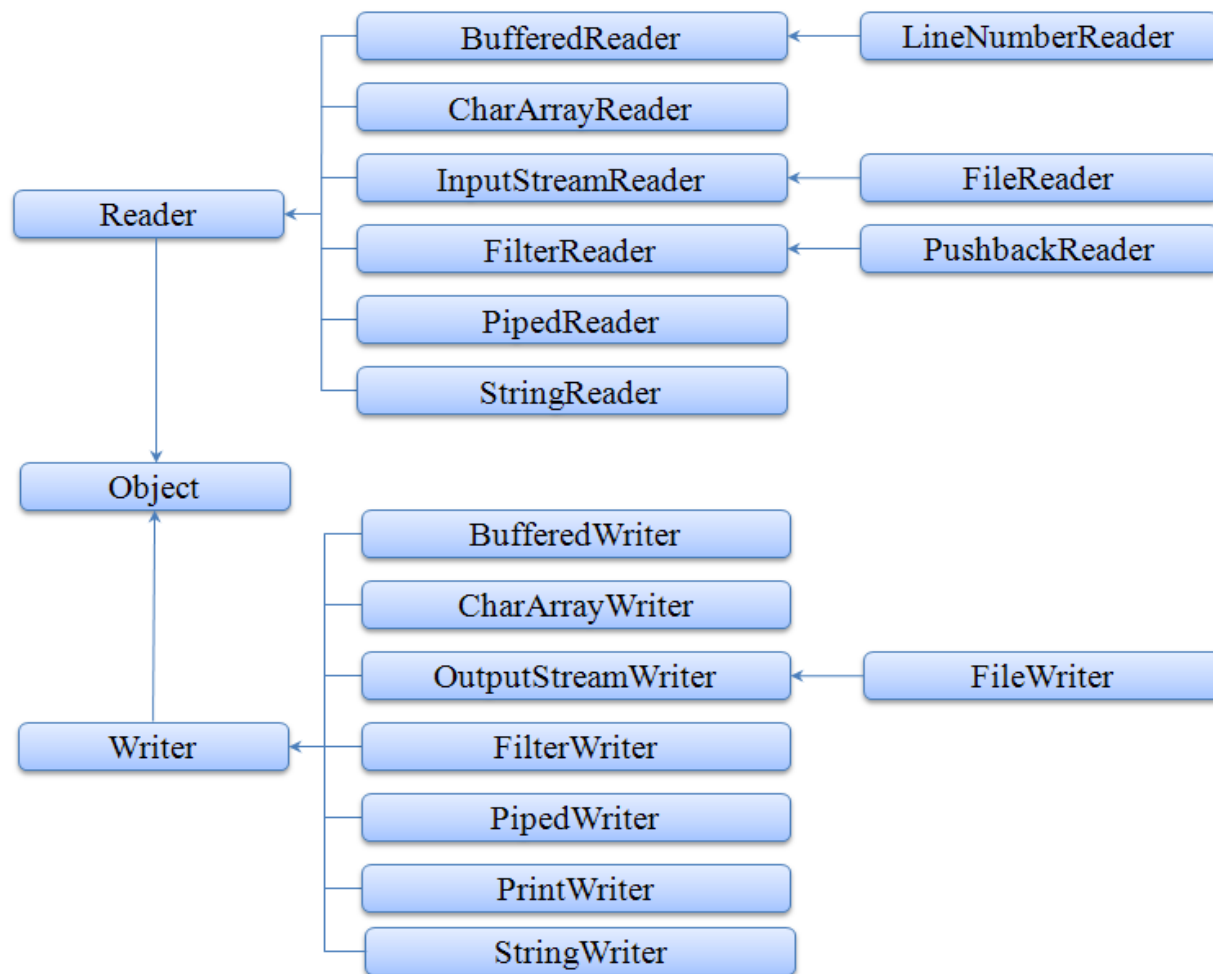 BufferedReader
LineNumberReader
CharArrayReader
InputStreamReader
FileReader
Reader
FilterReader
PushbackReader
PipedReader
StringReader
Object
BufferedWriter
CharArrayWriter
OutputStreamWriter
FileWriter
Writer
FilterWriter
PipedWriter
PrintWriter
StringWriter